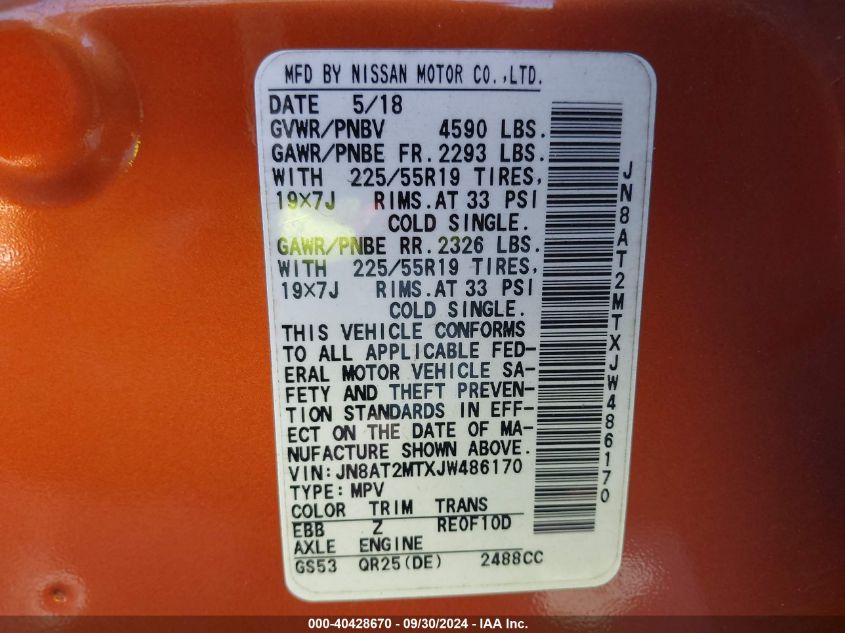 MFD BY NISSAN MOTOR CO.,LTD.
DATE 5/18
GVWR/PNBV 4590 LBS.
GAWR/PNBE FR. 2293 LBS.
WITH 225/55R19 TIRES,
19×7J RIMS.AT 33 PSI
COLD SINGLE.
GAWR/PNBE RR. 2326 LBS.
WITH 225/55R19 TIRES,
19×7J RIMS.AT 33 PSI
COLD SINGLE.
THIS VEHICLE CONFORMS
TO ALL APPLICABLE FED-
ERAL MOTOR VEHICLE SA-
FETY AND THEFT PREVEN-
TION STANDARDS IN EFF-
ECT ON THE DATE OF MA-
NUFACTURE SHOWN ABOVE.
VIN:JN8AT2MTXJW486170
TYPE:MPV
COLOR TRIM TRANS
EBB Z RE0F10D
AXLE ENGINE
GS53 QR25(DE) 2488CC
JN8AT2MTXJW486170
000-40428670 - 09/30/2024 - COPYRIGHT 2024 IAA, INC.